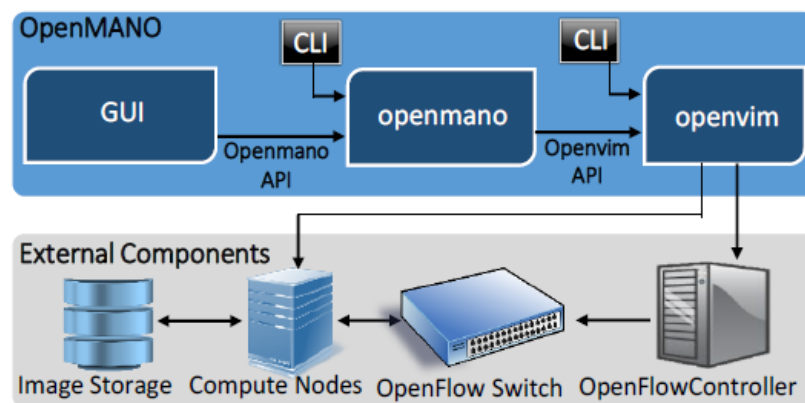 OpenMANO
CLI
CLI
GUI
openmano
openvim
Openmano
API
Openvim
API
External Components
Image Storage
Compute Nodes
OpenFlow Switch
OpenFlowController